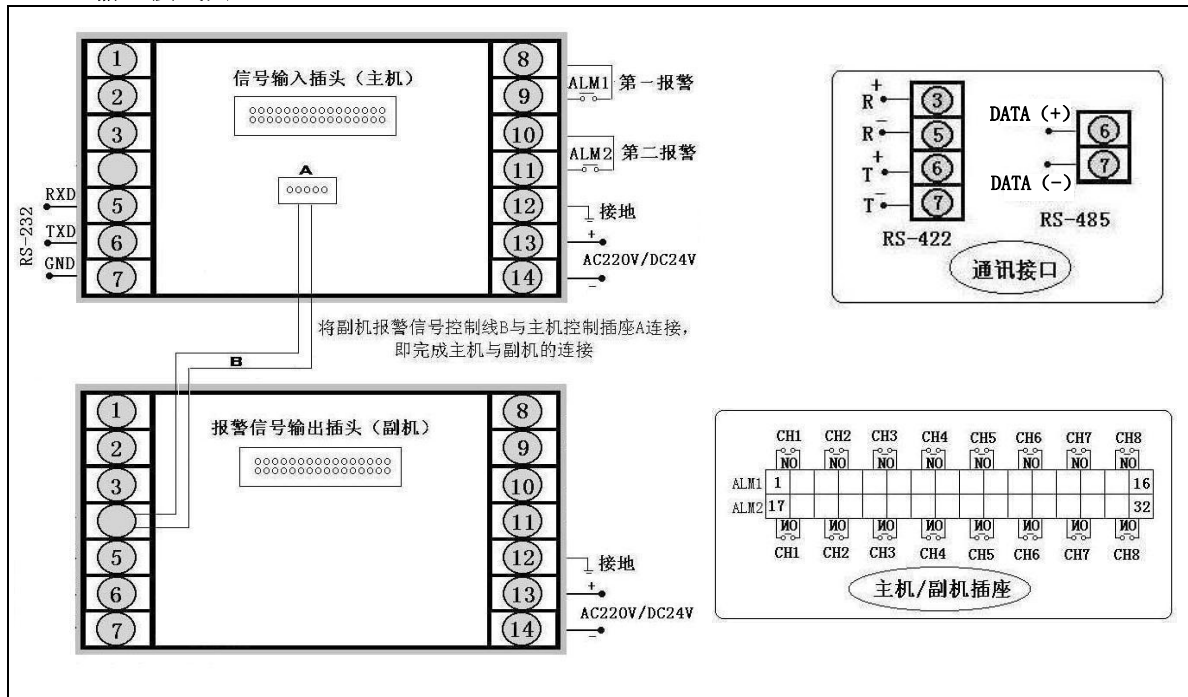 信号输入插头（主机）
1
2
3
5
6
7
8
9
10
11
12
13
14
A
RXD
TXD
GND
RS-232
ALM1 第一报警
ALM2 第二报警
接地
+
AC220V/DC24V
-
将副机报警信号控制线B与主机控制插座A连接，
即完成主机与副机的连接
B
报警信号输出插头（副机）
1
2
3
5
6
7
8
9
10
11
12
13
14
接地
+
AC220V/DC24V
-
R+ 3
R- 5
T+ 6
T- 7
RS-422
DATA（+） 6
DATA（-） 7
RS-485
通讯接口
CH1 CH2 CH3 CH4 CH5 CH6 CH7 CH8
NO NO NO NO NO NO NO NO
ALM1 1 16
ALM2 17 32
NO NO NO NO NO NO NO NO
CH1 CH2 CH3 CH4 CH5 CH6 CH7 CH8
主机/副机插座